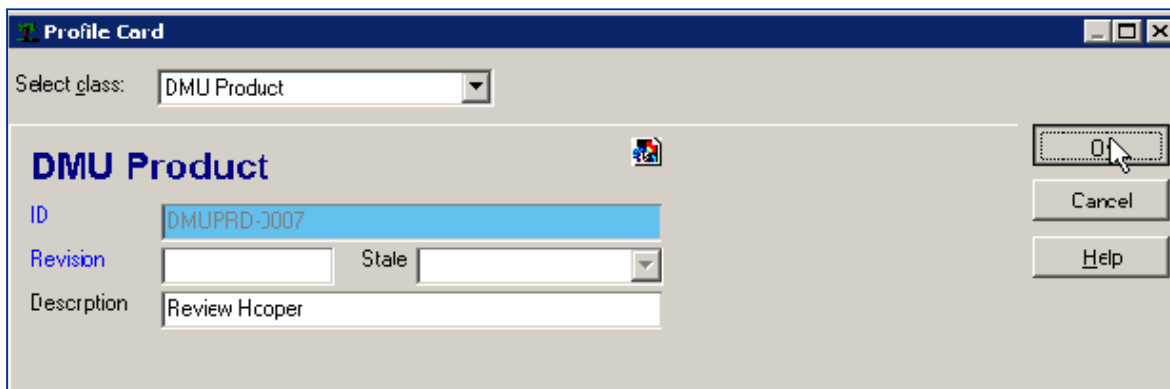 Profile Card
Select class: DMU Product
DMU Product
ID DMUPRD-0007
Revision State
Description Review Hooper
OK
Cancel
Help